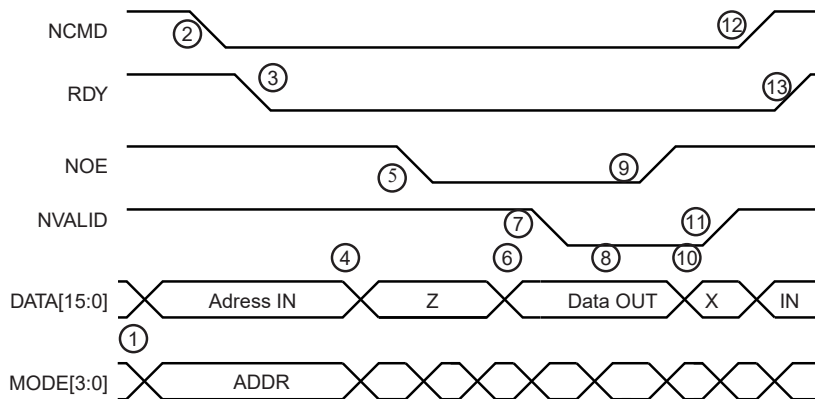 NCMD
2
12
RDY
3
13
NOE
5
9
NVALID
7
11
4
6
8
10
DATA[15:0]
Adress IN
Z
Data OUT
X
IN
1
MODE[3:0]
ADDR